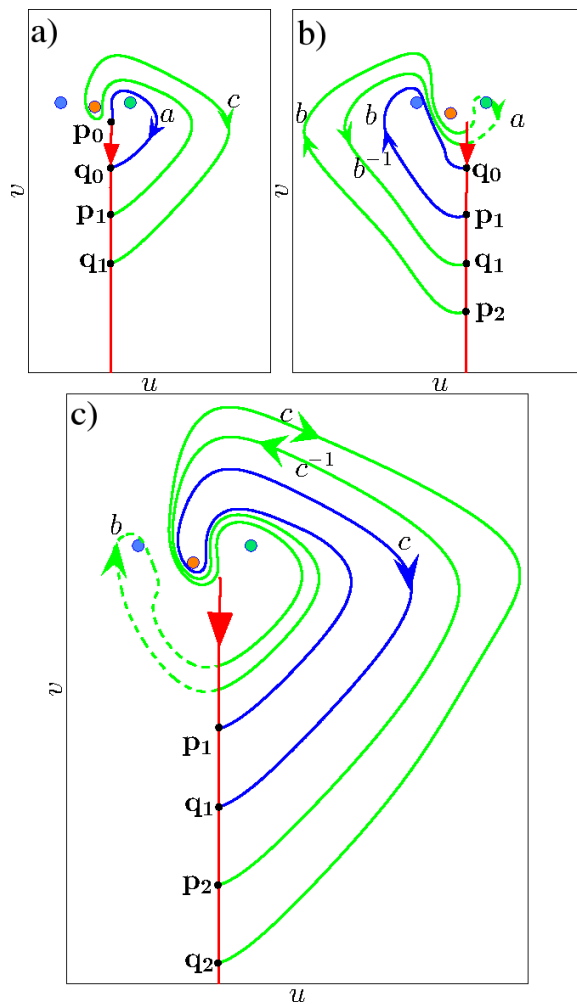 a)
a
c
p₀
q₀
p₁
q₁
v
u
b)
b
b
b⁻¹
a
q₀
p₁
q₁
p₂
v
u
c)
c
c⁻¹
c
b
p₁
q₁
p₂
q₂
v
u